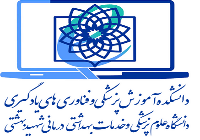 دانشکده آموزش پزشکی و فناوری های یادگیری
دانشگاه علوم پزشکی و خدمات بهداشتی درمانی شهید بهشتی